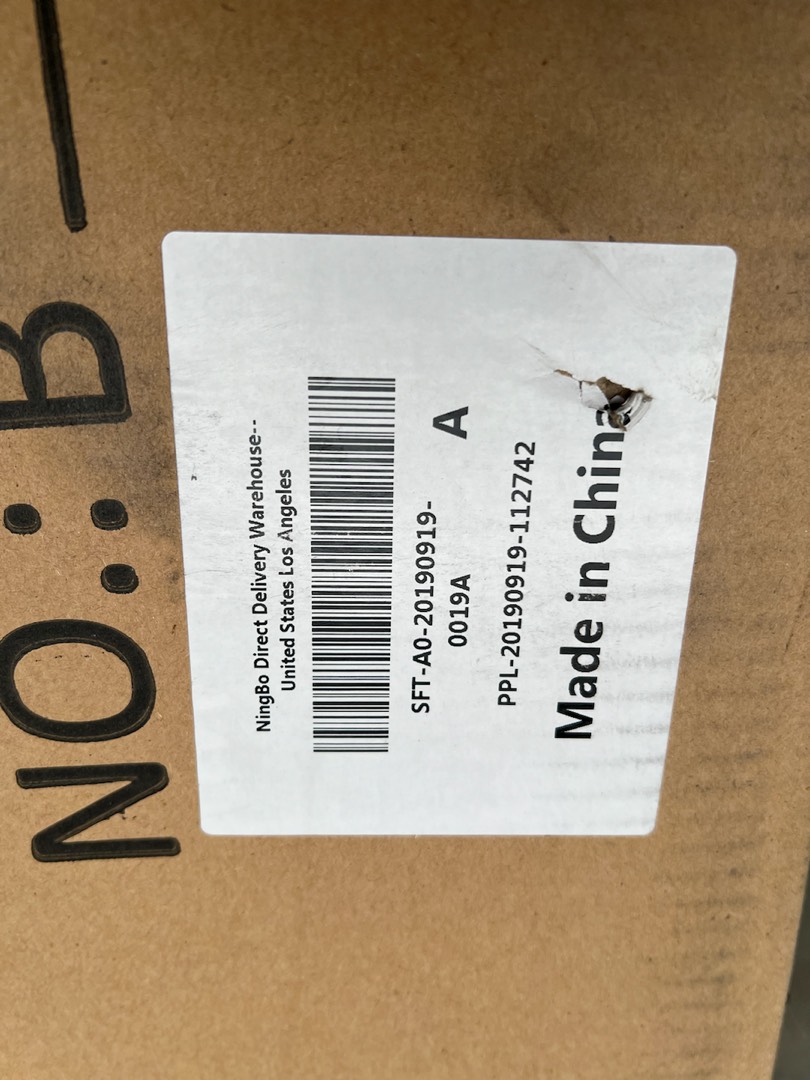 NO.: B
NingBo Direct Delivery Warehouse--
United States Los Angeles
SFT-A0-20190919-
0019A
A
PPL-20190919-112742
Made in China